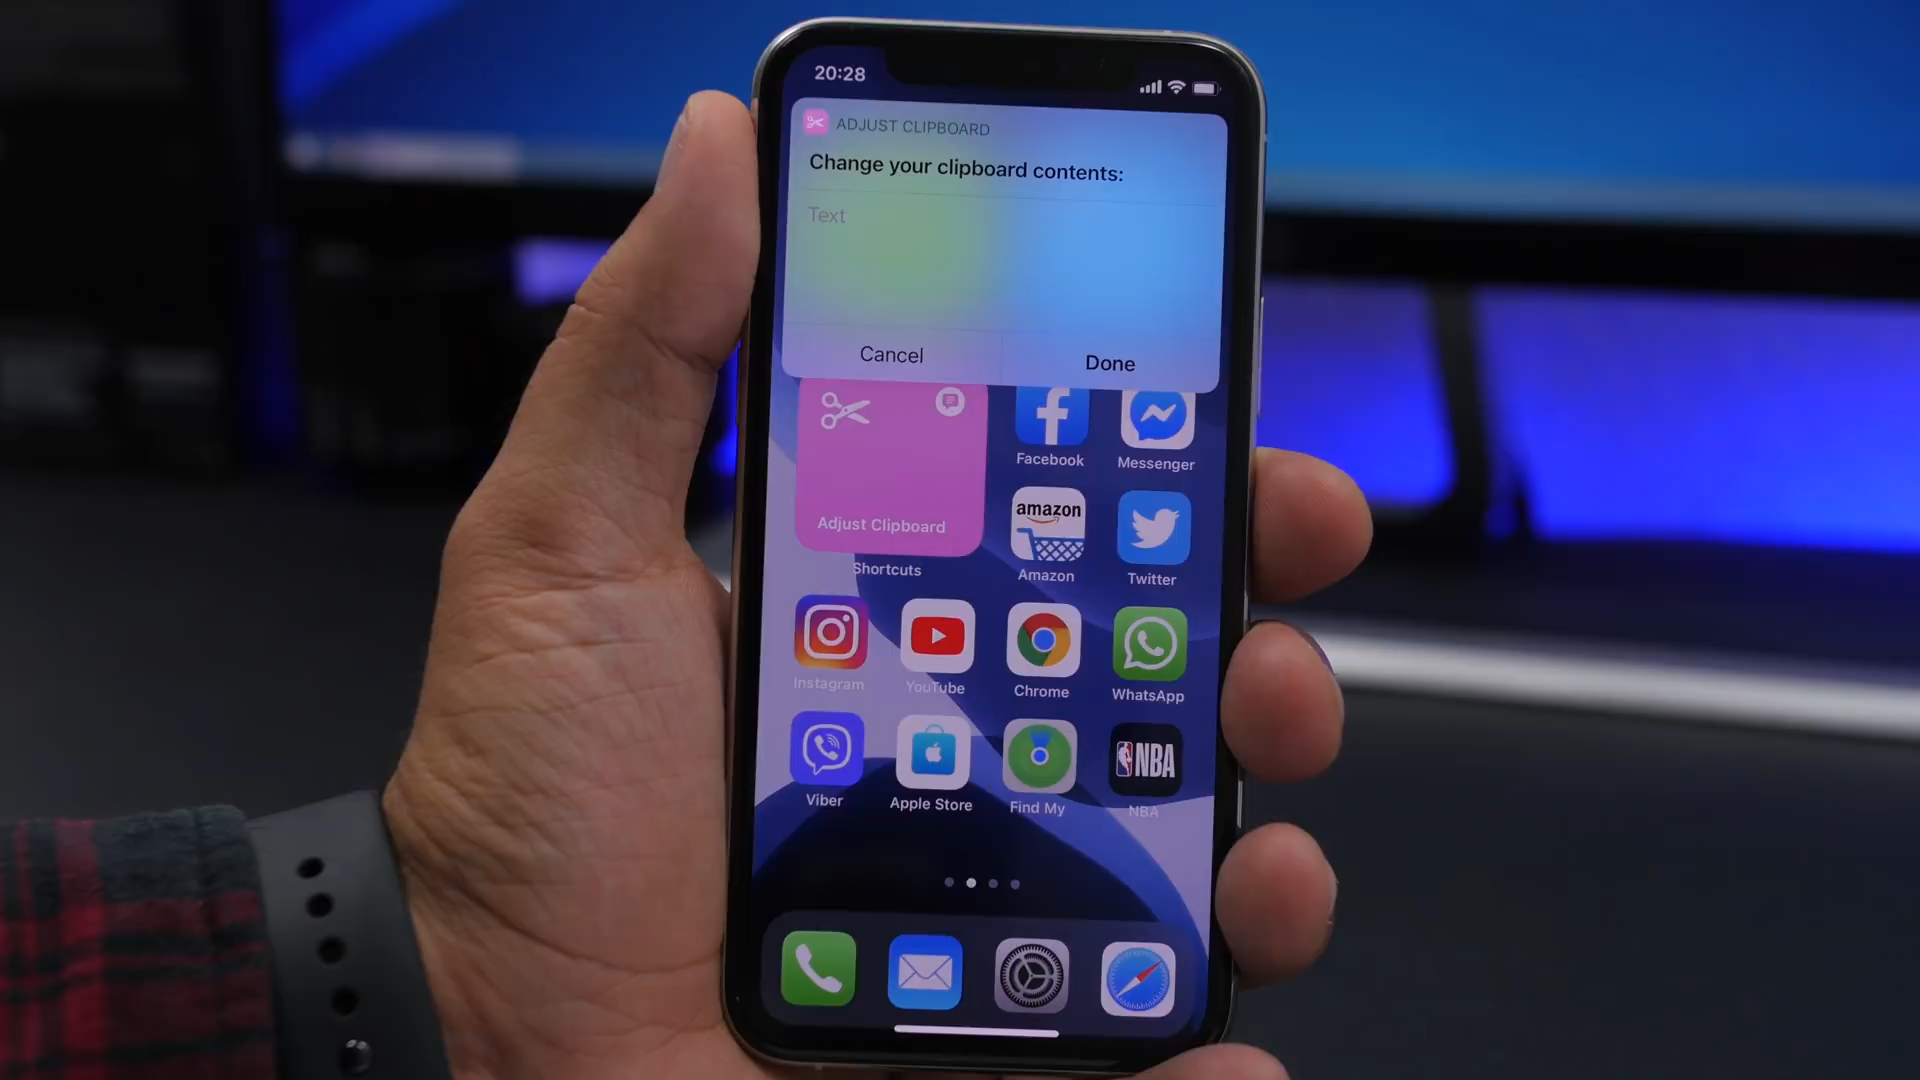 20:28
ADJUST CLIPBOARD
Change your clipboard contents:
Text
Cancel
Done
Adjust Clipboard
Shortcuts
Facebook
Messenger
amazon
Amazon
Twitter
Instagram
YouTube
Chrome
WhatsApp
NBA
Viber
Apple Store
Find My
NBA